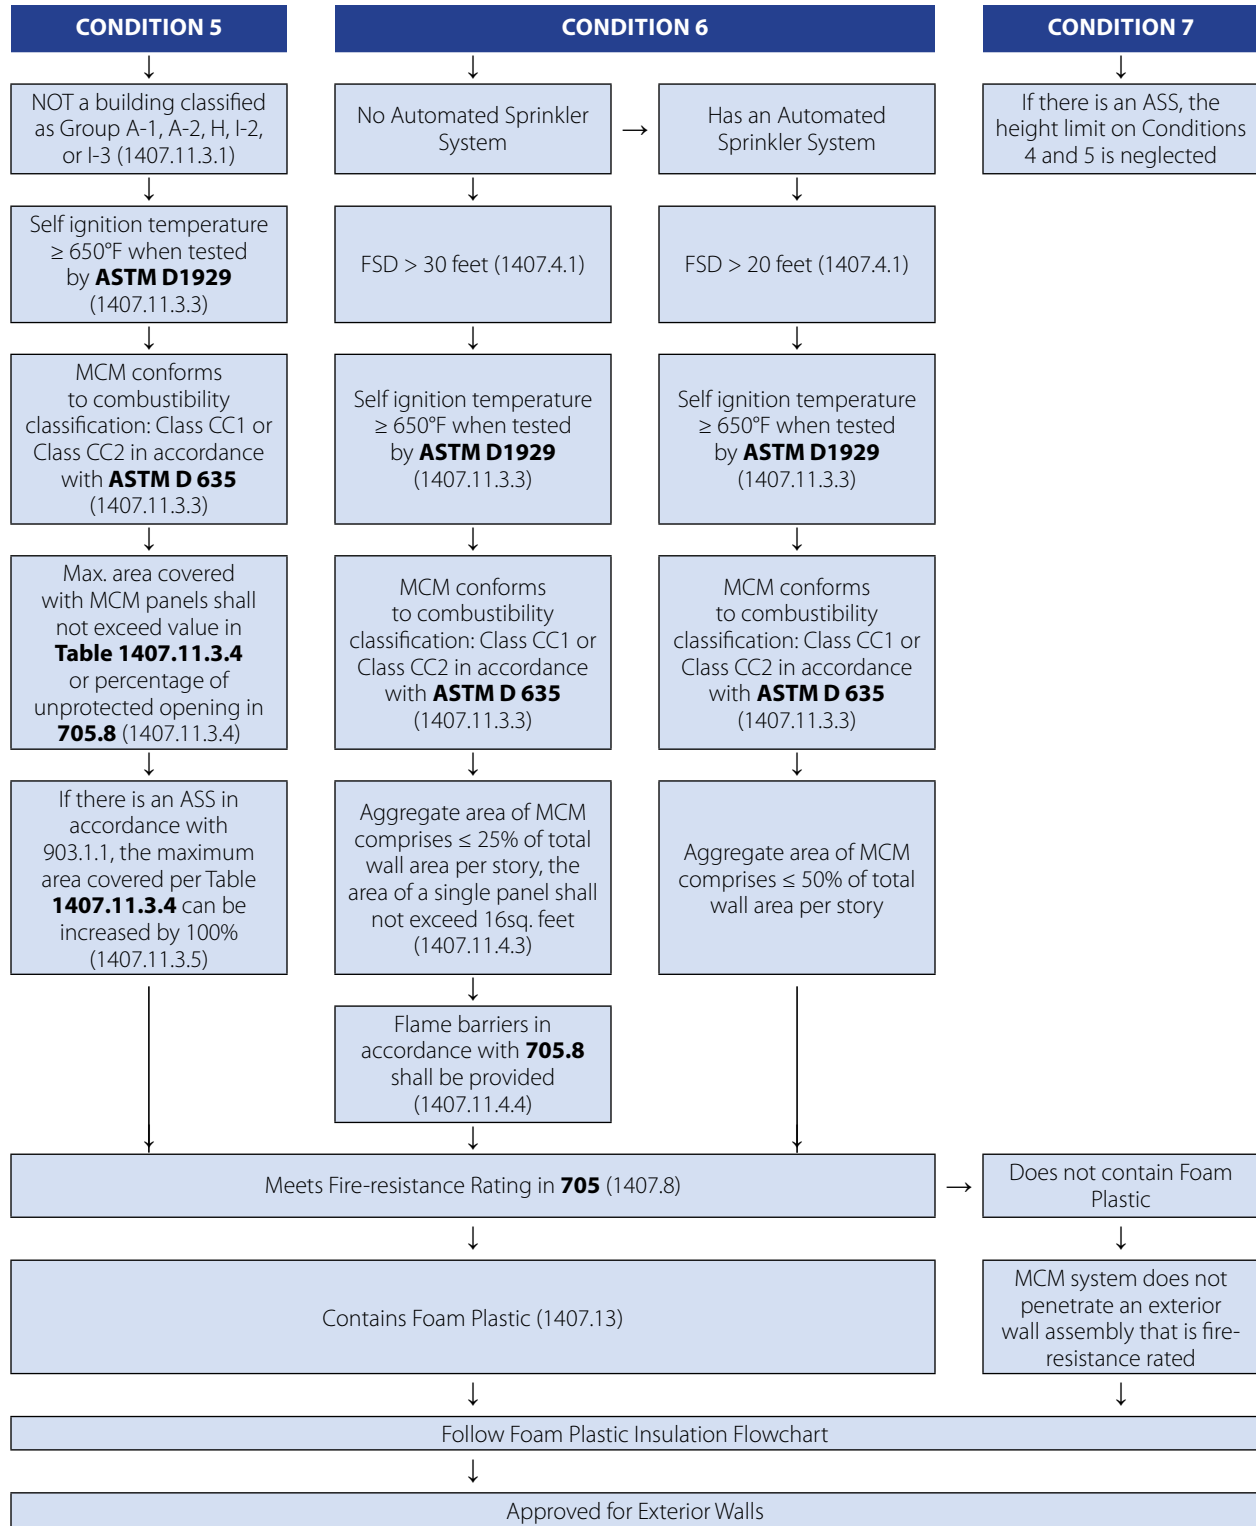 CONDITION 5
NOT a building classified
as Group A-1, A-2, H, I-2,
or I-3 (1407.11.3.1)
Self ignition temperature
≥ 650°F when tested
by ASTM D1929
(1407.11.3.3)
MCM conforms
to combustibility
classification: Class CC1 or
Class CC2 in accordance
with ASTM D 635
(1407.11.3.3)
Max. area covered
with MCM panels shall
not exceed value in
Table 1407.11.3.4
or percentage of
unprotected opening in
705.8 (1407.11.3.4)
If there is an ASS in
accordance with
903.1.1, the maximum
area covered per Table
1407.11.3.4 can be
increased by 100%
(1407.11.3.5)
CONDITION 6
No Automated Sprinkler
System
FSD > 30 feet (1407.4.1)
Self ignition temperature
≥ 650°F when tested
by ASTM D1929
(1407.11.3.3)
MCM conforms
to combustibility
classification: Class CC1 or
Class CC2 in accordance
with ASTM D 635
(1407.11.3.3)
Aggregate area of MCM
comprises ≤ 25% of total
wall area per story, the
area of a single panel shall
not exceed 16sq. feet
(1407.11.4.3)
Flame barriers in
accordance with 705.8
shall be provided
(1407.11.4.4)
Has an Automated
Sprinkler System
FSD > 20 feet (1407.4.1)
Self ignition temperature
≥ 650°F when tested
by ASTM D1929
(1407.11.3.3)
MCM conforms
to combustibility
classification: Class CC1 or
Class CC2 in accordance
with ASTM D 635
(1407.11.3.3)
Aggregate area of MCM
comprises ≤ 50% of total
wall area per story
CONDITION 7
If there is an ASS, the
height limit on Conditions
4 and 5 is neglected
Meets Fire-resistance Rating in 705 (1407.8)
Does not contain Foam
Plastic
Contains Foam Plastic (1407.13)
MCM system does not
penetrate an exterior
wall assembly that is fire-
resistance rated
Follow Foam Plastic Insulation Flowchart
Approved for Exterior Walls